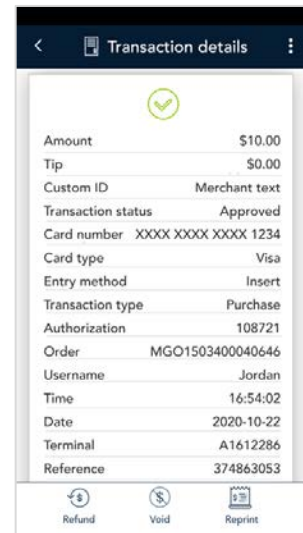 Transaction details
Amount $10.00
Tip $0.00
Custom ID Merchant text
Transaction status Approved
Card number XXXX XXXX XXXX 1234
Card type Visa
Entry method Insert
Transaction type Purchase
Authorization 108721
Order MGO1503400040646
Username Jordan
Time 16:54:02
Date 2020-10-22
Terminal A1612286
Reference 374863053
Refund Void Reprint